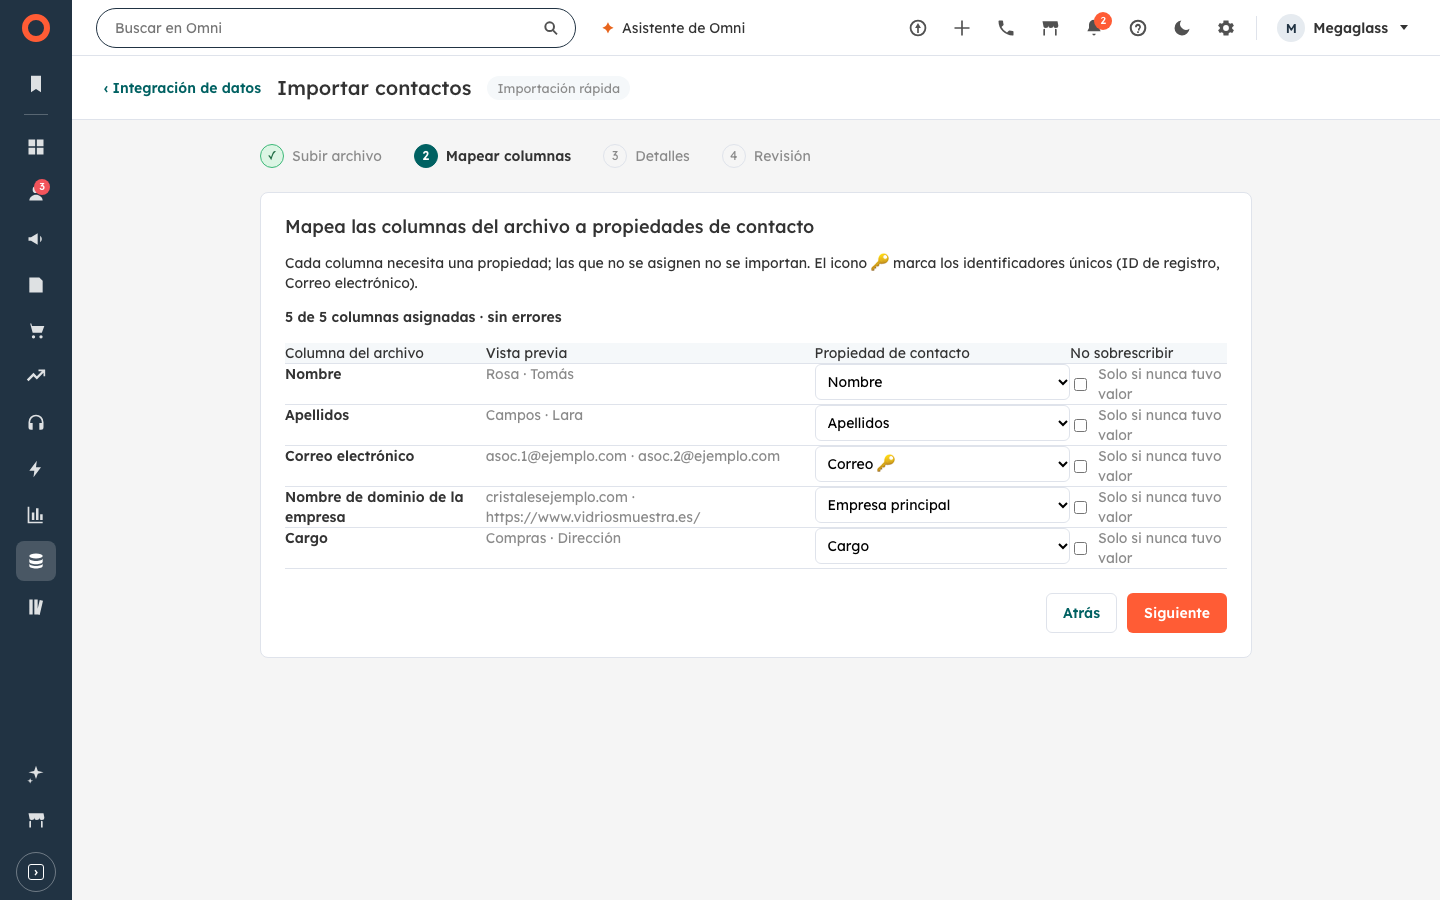 Buscar en Omni
Asistente de Omni
2
M
Megaglass
3
‹ Integración de datos
Importar contactos
Importación rápida
✓ Subir archivo
2 Mapear columnas
3 Detalles
4 Revisión
Mapea las columnas del archivo a propiedades de contacto
Cada columna necesita una propiedad; las que no se asignen no se importan. El icono 🔑 marca los identificadores únicos (ID de registro,
Correo electrónico).
5 de 5 columnas asignadas · sin errores
Columna del archivo Vista previa Propiedad de contacto No sobrescribir
Nombre Rosa · Tomás Nombre Solo si nunca tuvo
valor
Apellidos Campos · Lara Apellidos Solo si nunca tuvo
valor
Correo electrónico asoc.1@ejemplo.com · asoc.2@ejemplo.com Correo 🔑 Solo si nunca tuvo
valor
Nombre de dominio de la cristalesejemplo.com · Empresa principal Solo si nunca tuvo
empresa https://www.vidriosmuestra.es/ valor
Cargo Compras · Dirección Cargo Solo si nunca tuvo
valor
Atrás
Siguiente